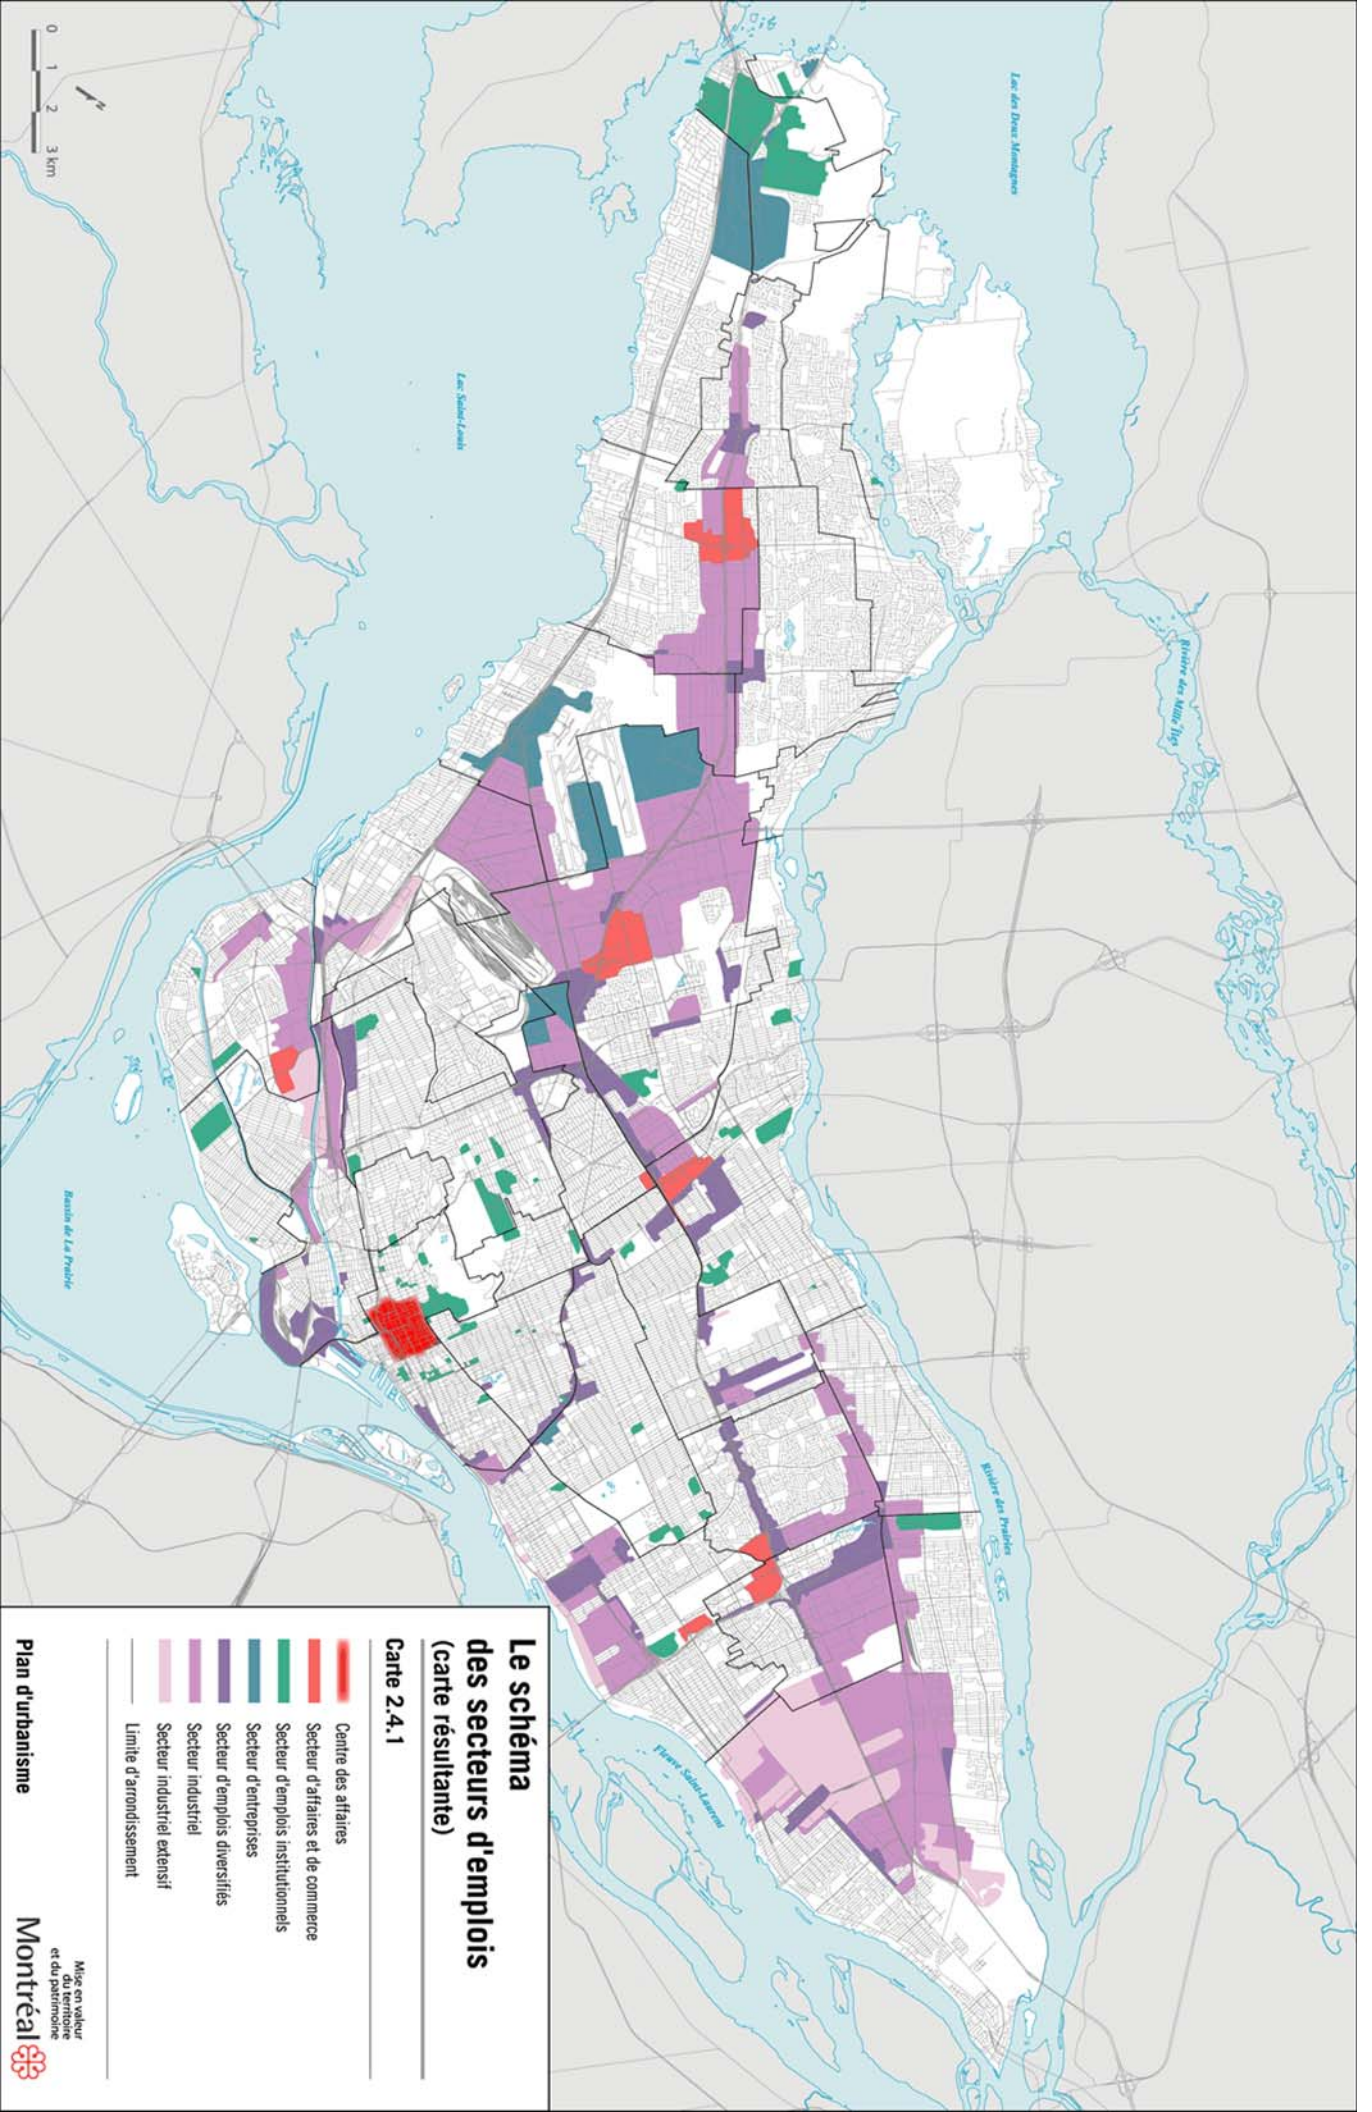 Le schéma
des secteurs d'emplois
(carte résultante)
Carte 2.4.1
Centre des affaires
Secteur d'affaires et de commerce
Secteur d'emplois institutionnels
Secteur d'entreprises
Secteur d'emplois diversifiés
Secteur industriel
Secteur industriel extensif
Limite d'arrondissement
Plan d'urbanisme
Mise en valeur
du territoire
et du patrimoine
Montréal
Lac des Deux Montagnes
Rivière des Mille Îles
Lac Saint-Louis
Rivière des Prairies
Bassin de La Prairie
Fleuve Saint-Laurent
N
0 1 2 3 km